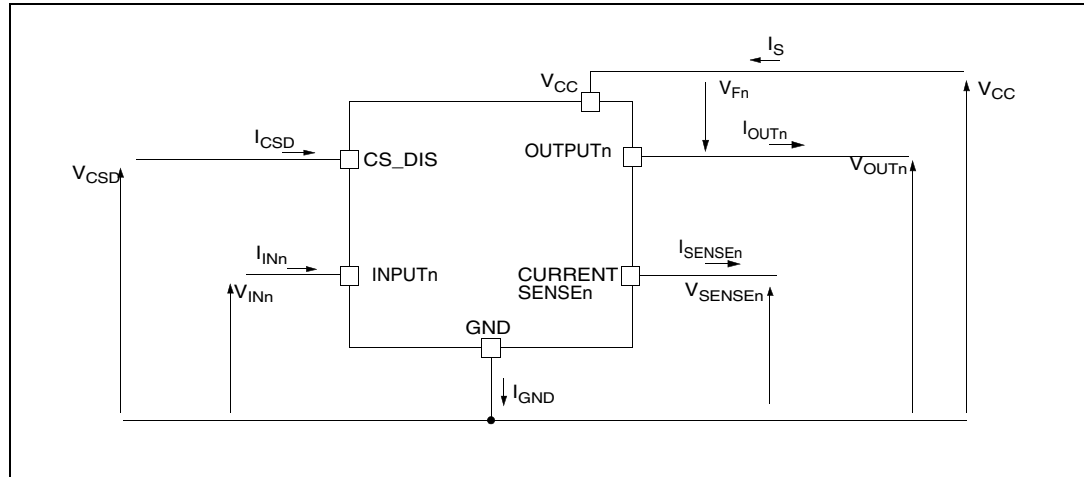 I_S
V_CC
V_Fn
V_CC
I_CSD
CS_DIS
OUTPUTn
I_OUTn
V_CSD
V_OUTn
I_INn
INPUTn
CURRENT
SENSEn
I_SENSEn
V_INn
V_SENSEn
GND
I_GND